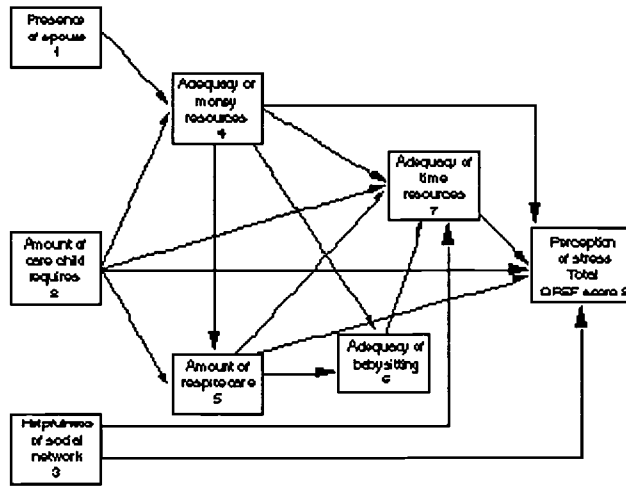 Presence
of spouse
1
Adequacy of
money
resources
4
Adequacy of
time
resources
7
Amount of
care child
requires
2
Perception
of stress
Total
score
Amount of
respite care
5
Adequacy of
babysitting
6
Helpfulness
of social
network
3